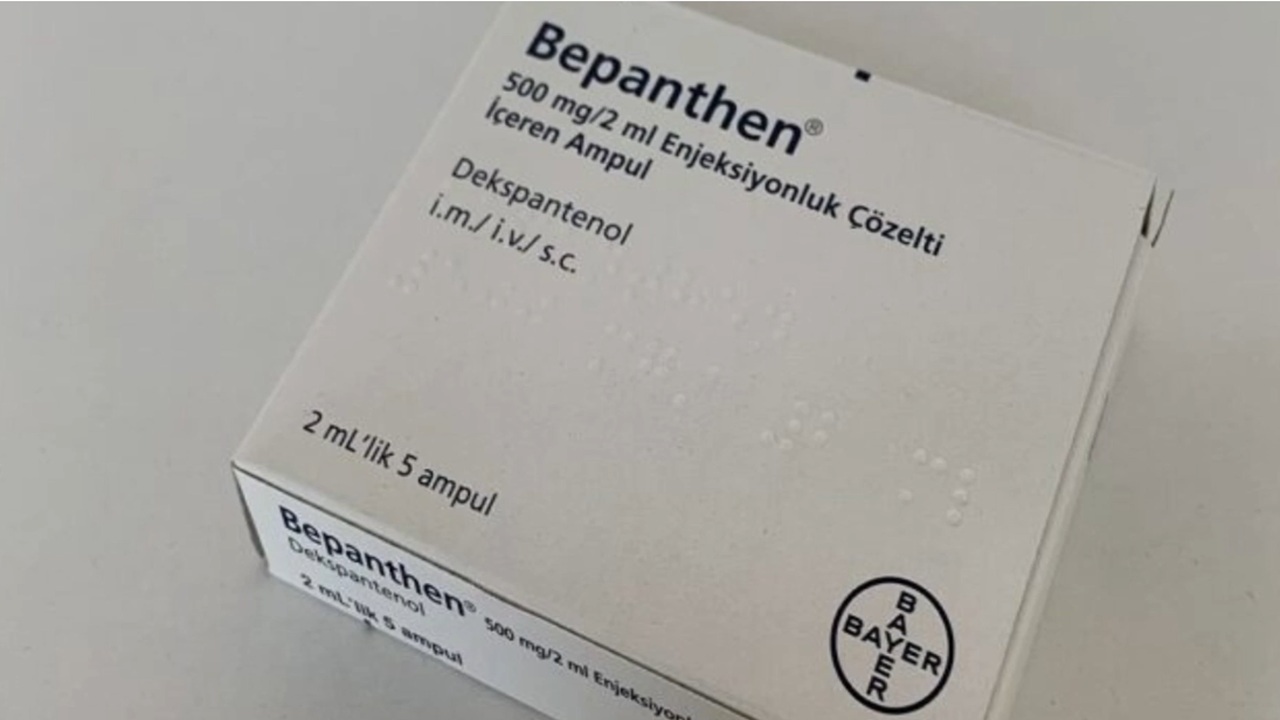 Bepanthen®
500 mg/2 ml Enjeksiyonluk Çözelti
İçeren Ampul
Dekspantenol
i.m./ i.v./ s.c.
2 mL'lik 5 ampul
BAYER
BAYER
Bepanthen® 500 mg/2 ml Enjeksiyon
Dekspantenol
2 mL'lik 5 ampul